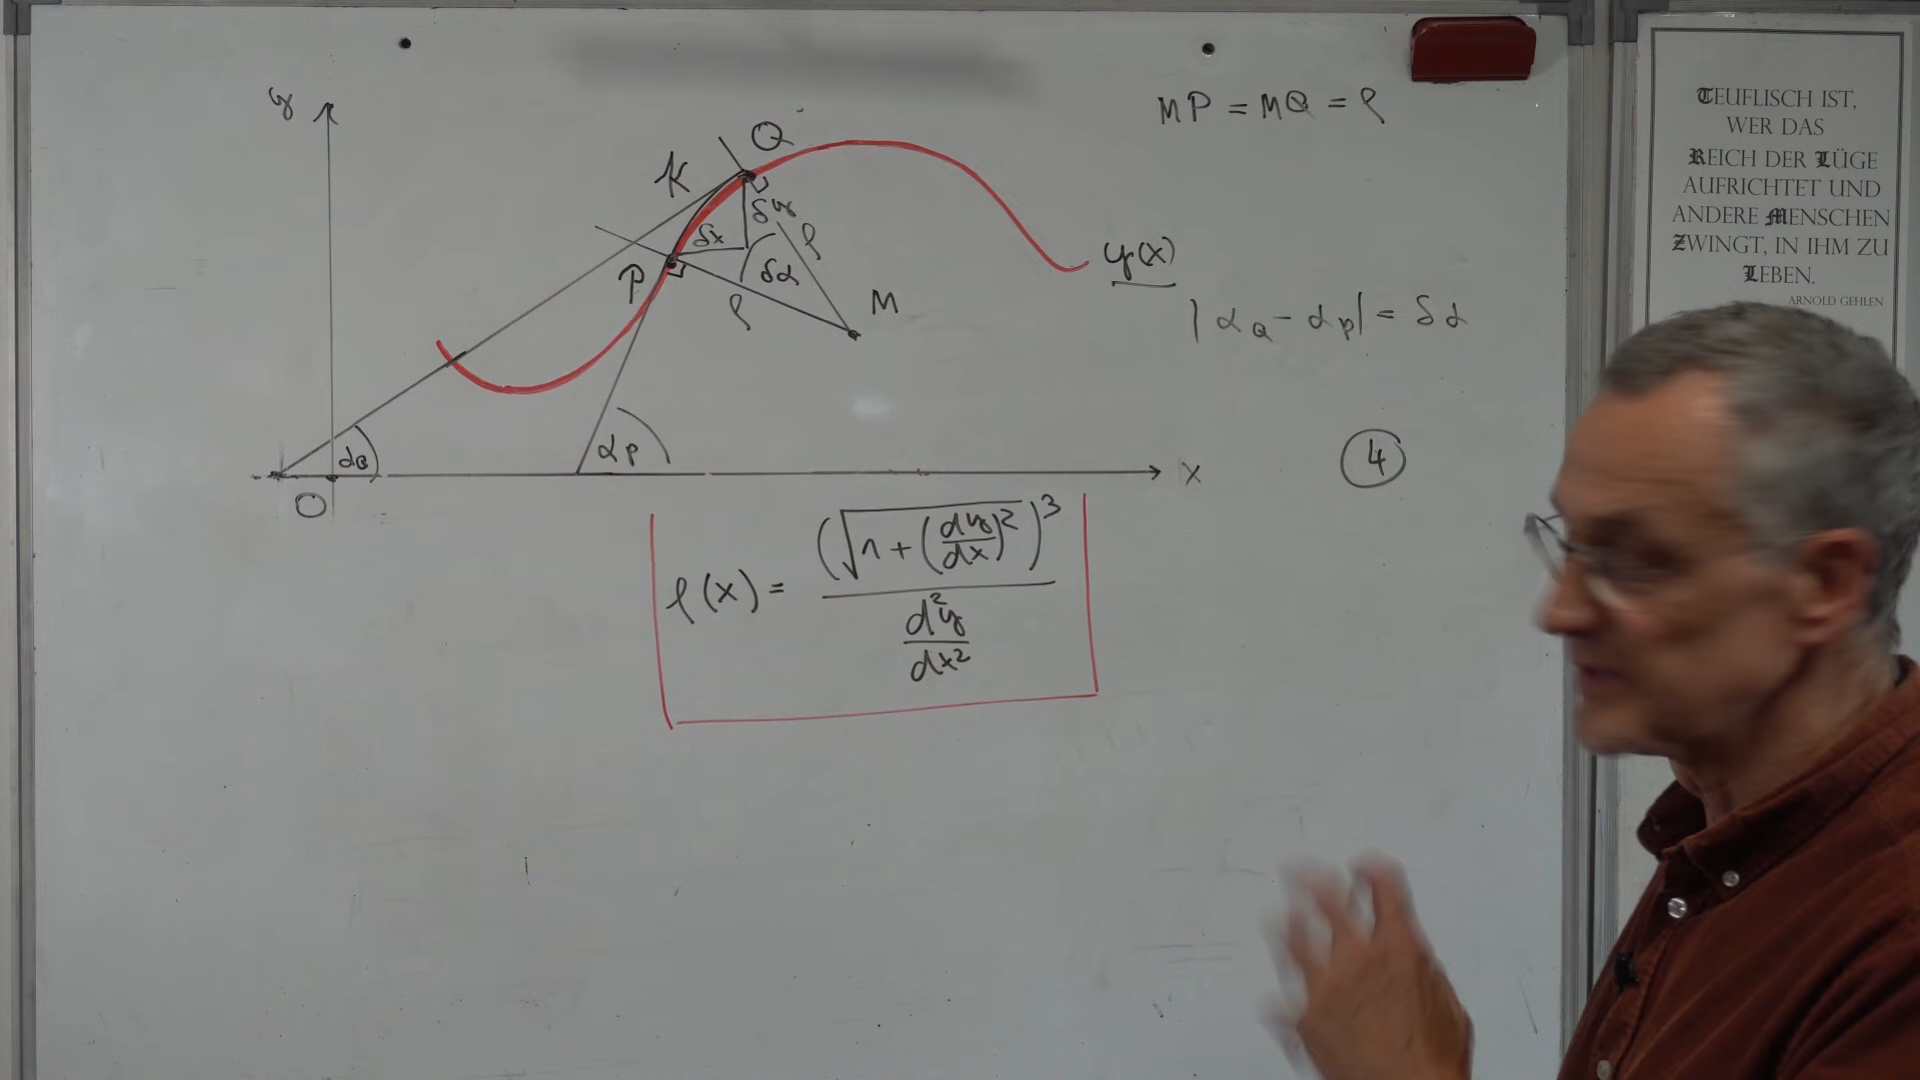 y
K
Q
δx
δy
ρ
δα
P
ρ
M
y(x)
α_Q
α_P
O
x
MP = MQ = ρ
|α_Q - α_P| = δα
④
ρ(x) = (√(1 + (dy/dx)²))³ / (d²y/dx²)
TEUFLISCH IST,
WER DAS
REICH DER LÜGE
AUFRICHTET UND
ANDERE MENSCHEN
ZWINGT, IN IHM ZU
LEBEN.
ARNOLD GEHLEN